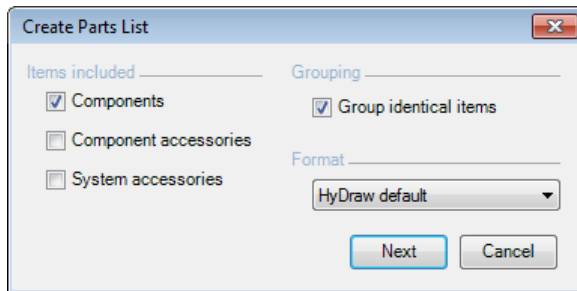 Create Parts List
Items included
Components
Component accessories
System accessories
Grouping
Group identical items
Format
HyDraw default
Next
Cancel